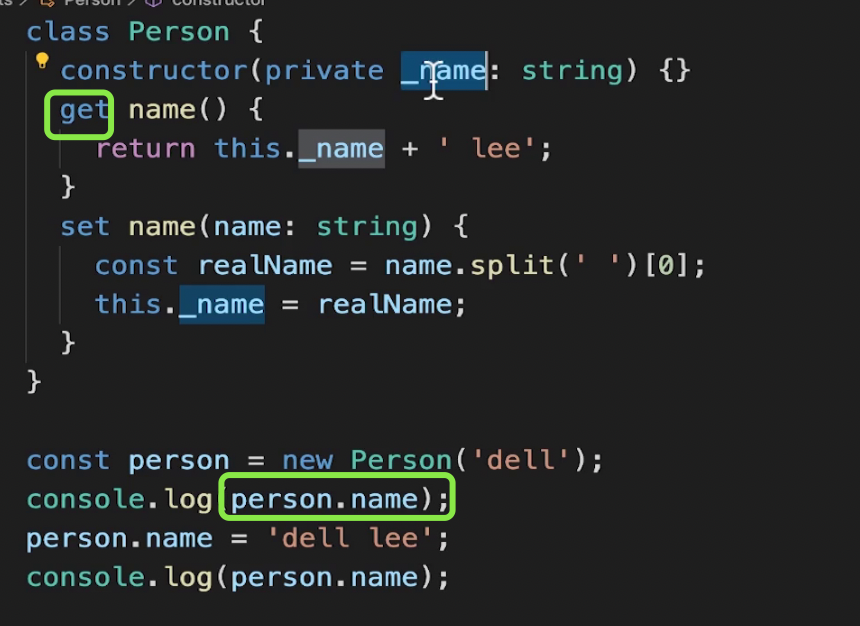 Person
constructor
class Person {
constructor(private _name: string) {}
get name() {
return this._name + ' lee';
}
set name(name: string) {
const realName = name.split(' ')[0];
this._name = realName;
}
}
const person = new Person('dell');
console.log(person.name);
person.name = 'dell lee';
console.log(person.name);